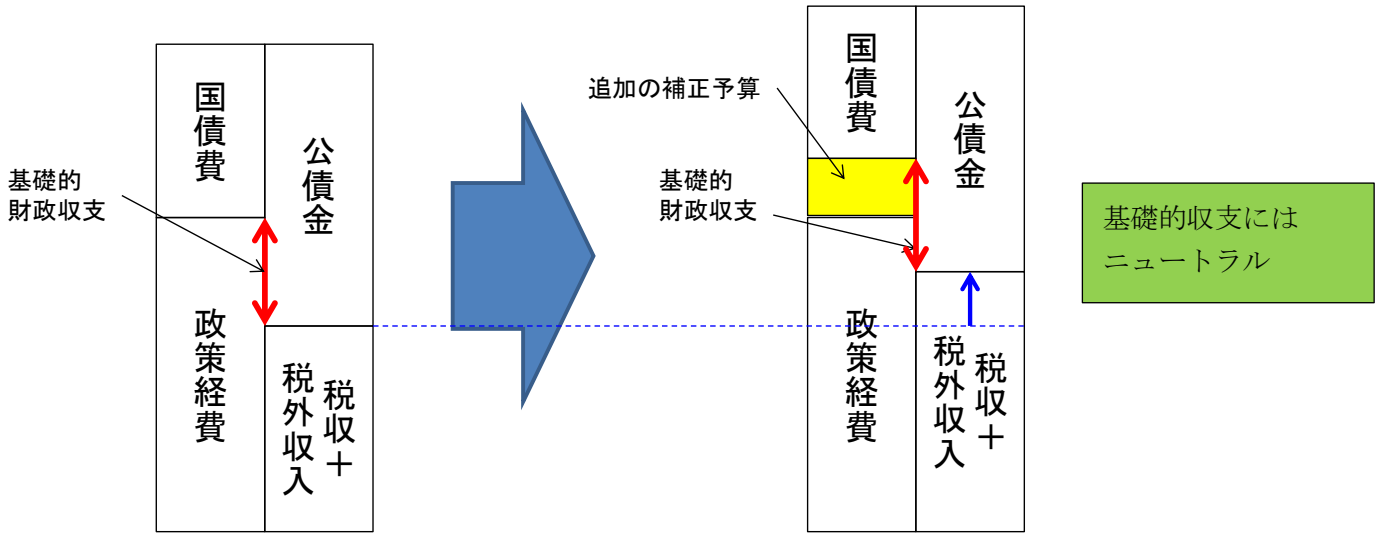 国債費
公債金
基礎的
財政収支
政策経費
税収＋
税外収入
追加の補正予算
国債費
公債金
基礎的
財政収支
政策経費
税収＋
税外収入
基礎的収支には
ニュートラル